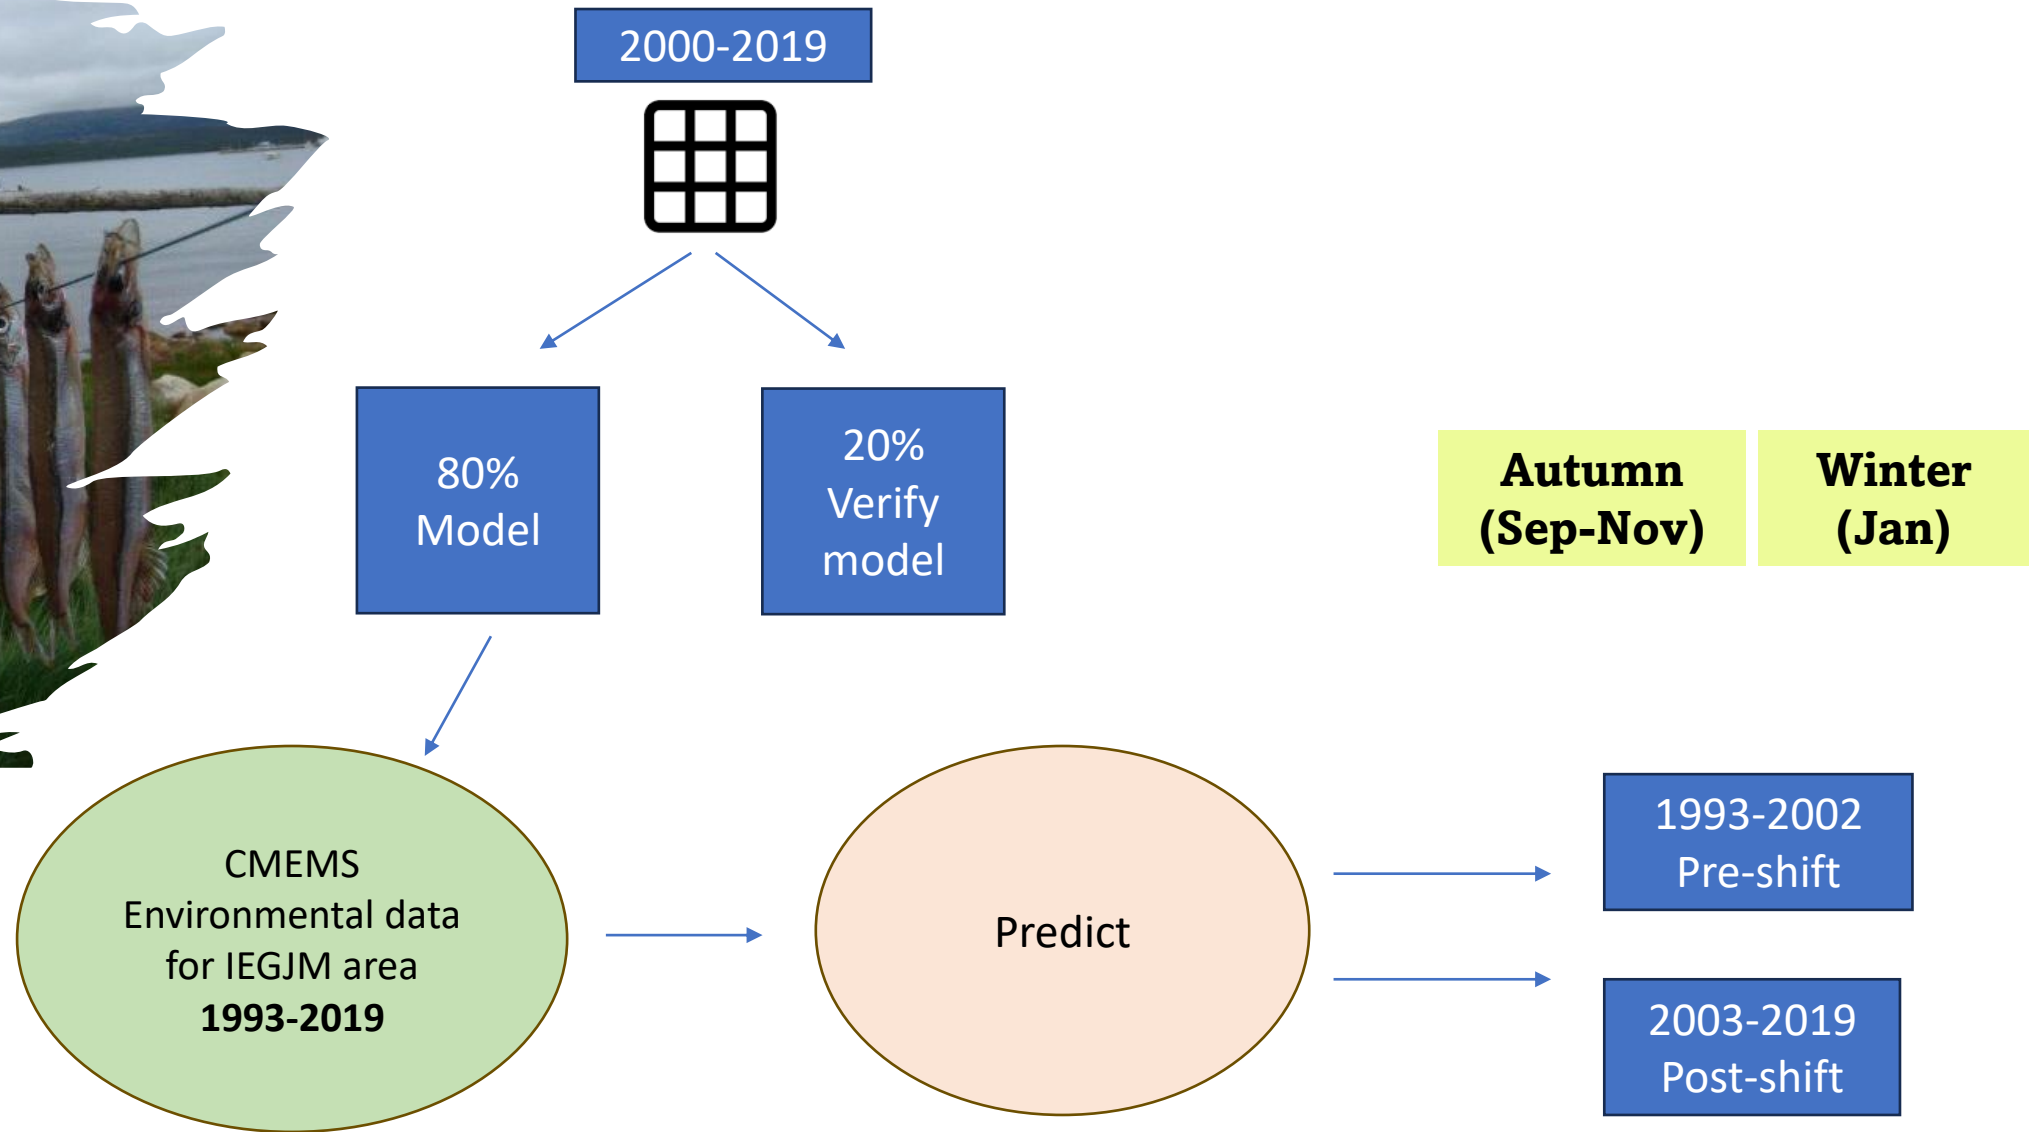 2000-2019
80%
Model
20%
Verify
model
Autumn
(Sep-Nov)
Winter
(Jan)
CMEMS
Environmental data
for IEGJM area
1993-2019
Predict
1993-2002
Pre-shift
2003-2019
Post-shift